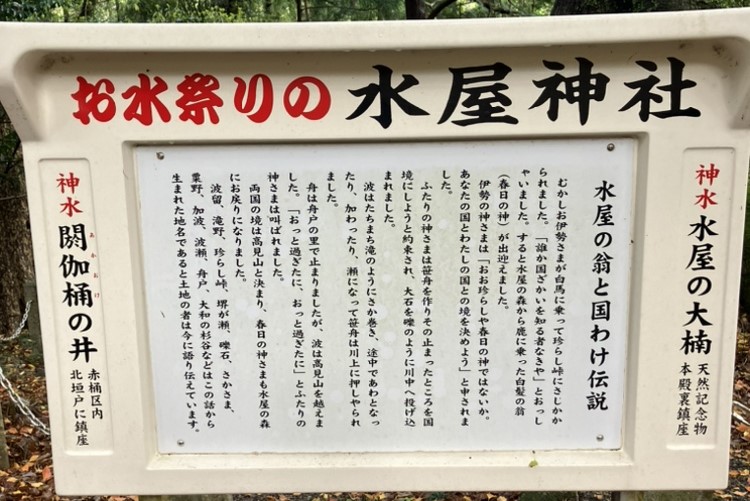 お水祭りの水屋神社
神水 水屋の大楠
天然記念物
本殿裏鎮座
水屋の翁と国わけ伝説
むかしお伊勢さまが白馬に乗って珍らし峠にさしかか
られました。「誰か国ざかいを知る者なきや」とおっし
ゃいました。すると水屋の森から鹿に乗った白髪の翁
(春日の神)が出迎えました。
伊勢の神さまは「おお珍らしや春日の神ではないか。
あなたの国とわたしの国との境を決めよう」と申されま
した。
ふたりの神さまは笹舟を作りその止まったところを国
境にしようと約束され、大石を礫のように川中へ投げ込
まれました。
波はたちまち滝のようにさか巻き、途中であわとなっ
たり、加わったり、瀬になって笹舟は川上に押しやられ
ました。
舟は舟戸の里で止まりましたが、波は高見山を越えま
した。「おっと過ぎたに、おっと過ぎたに」とふたりの
神さまは叫ばれました。
両国の境は高見山と決まり、春日の神さまも水屋の森
にお戻りになりました。
波留、滝野、珍らし峠、堺が瀬、礫石、さかさま、
粟野、加波、波瀬、舟戸、大和の杉谷などはこの話から
生まれた地名であると土地の者は今に語り伝えています。
神水 閼伽桶の井
あかおけ
赤桶区内
北垣戸に鎮座